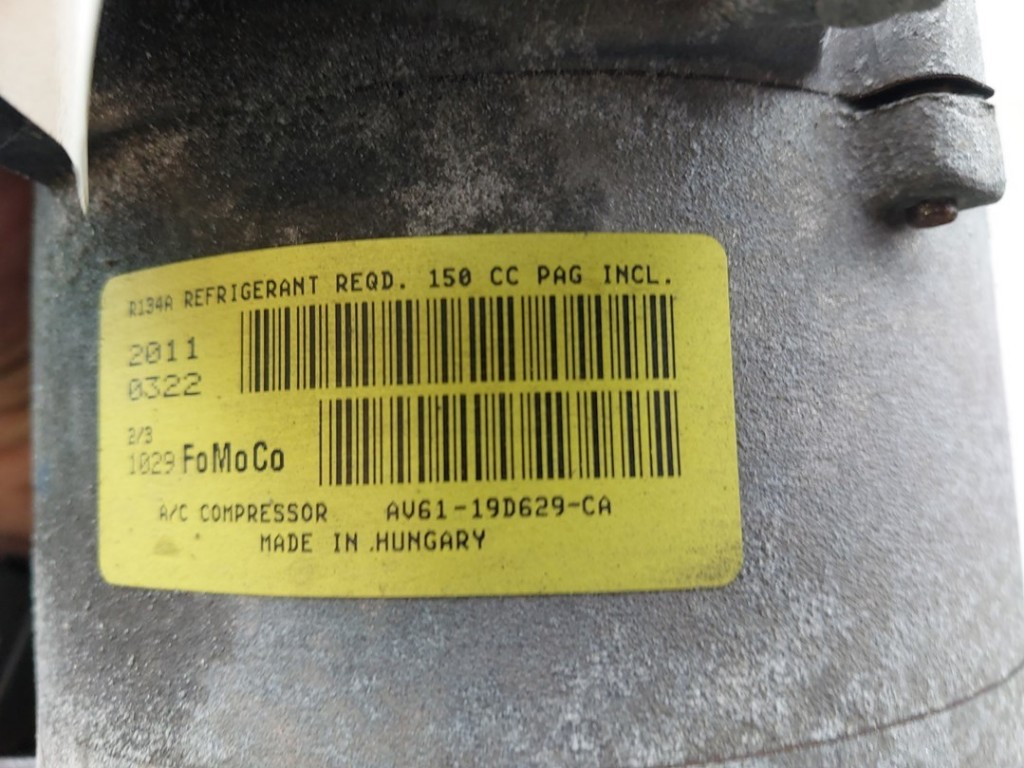 R134A REFRIGERANT REQD. 150 CC PAG INCL.
2011
0322
2/3
1029 FoMoCo
A/C COMPRESSOR AV61-19D629-CA
MADE IN HUNGARY